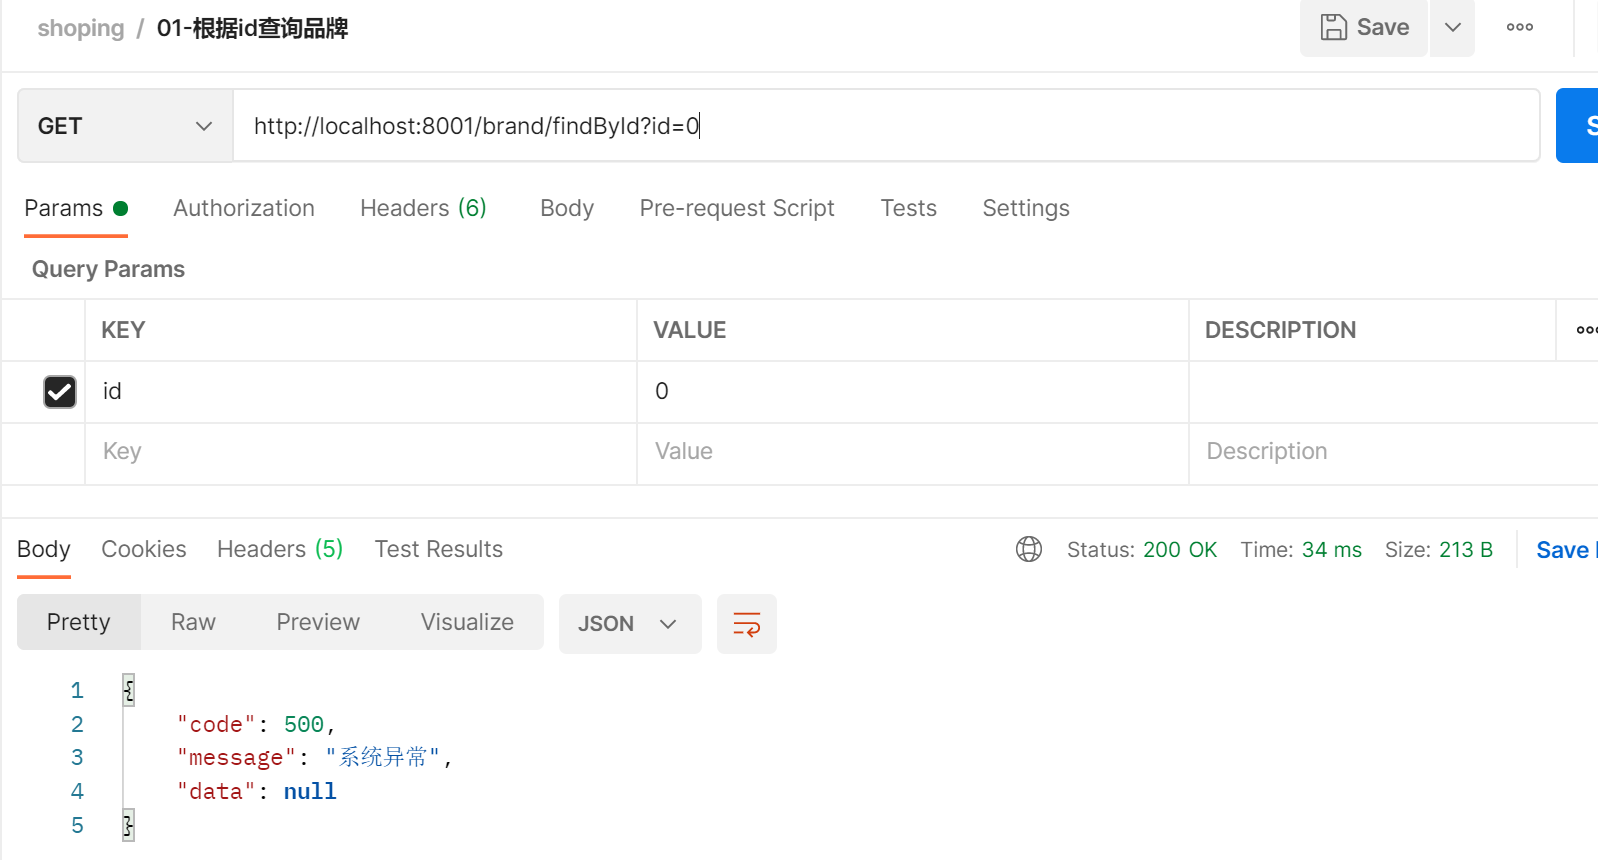 shoping / 01-根据id查询品牌
Save
GET
http://localhost:8001/brand/findById?id=0
Params
Authorization
Headers (6)
Body
Pre-request Script
Tests
Settings
Query Params
KEY
VALUE
DESCRIPTION
id
0
Key
Value
Description
Body
Cookies
Headers (5)
Test Results
Status: 200 OK
Time: 34 ms
Size: 213 B
Save
Pretty
Raw
Preview
Visualize
JSON
1 {
2 "code": 500,
3 "message": "系统异常",
4 "data": null
5 }